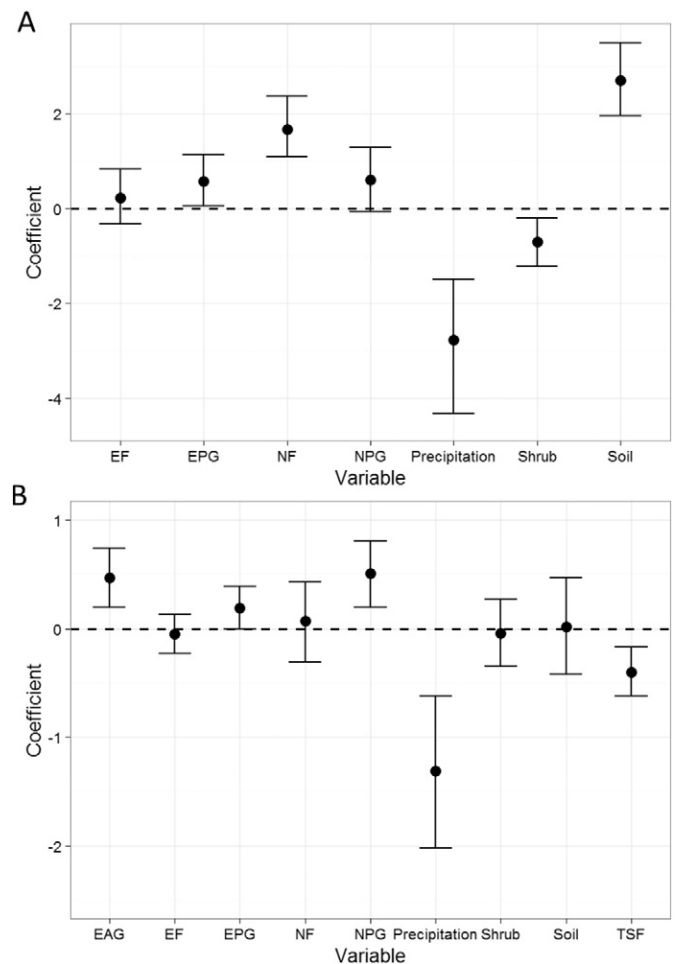 A
Coefficient
2
0
-2
-4
EF EPG NF NPG Precipitation Shrub Soil
Variable
B
Coefficient
1
0
-1
-2
EAG EF EPG NF NPG Precipitation Shrub Soil TSF
Variable